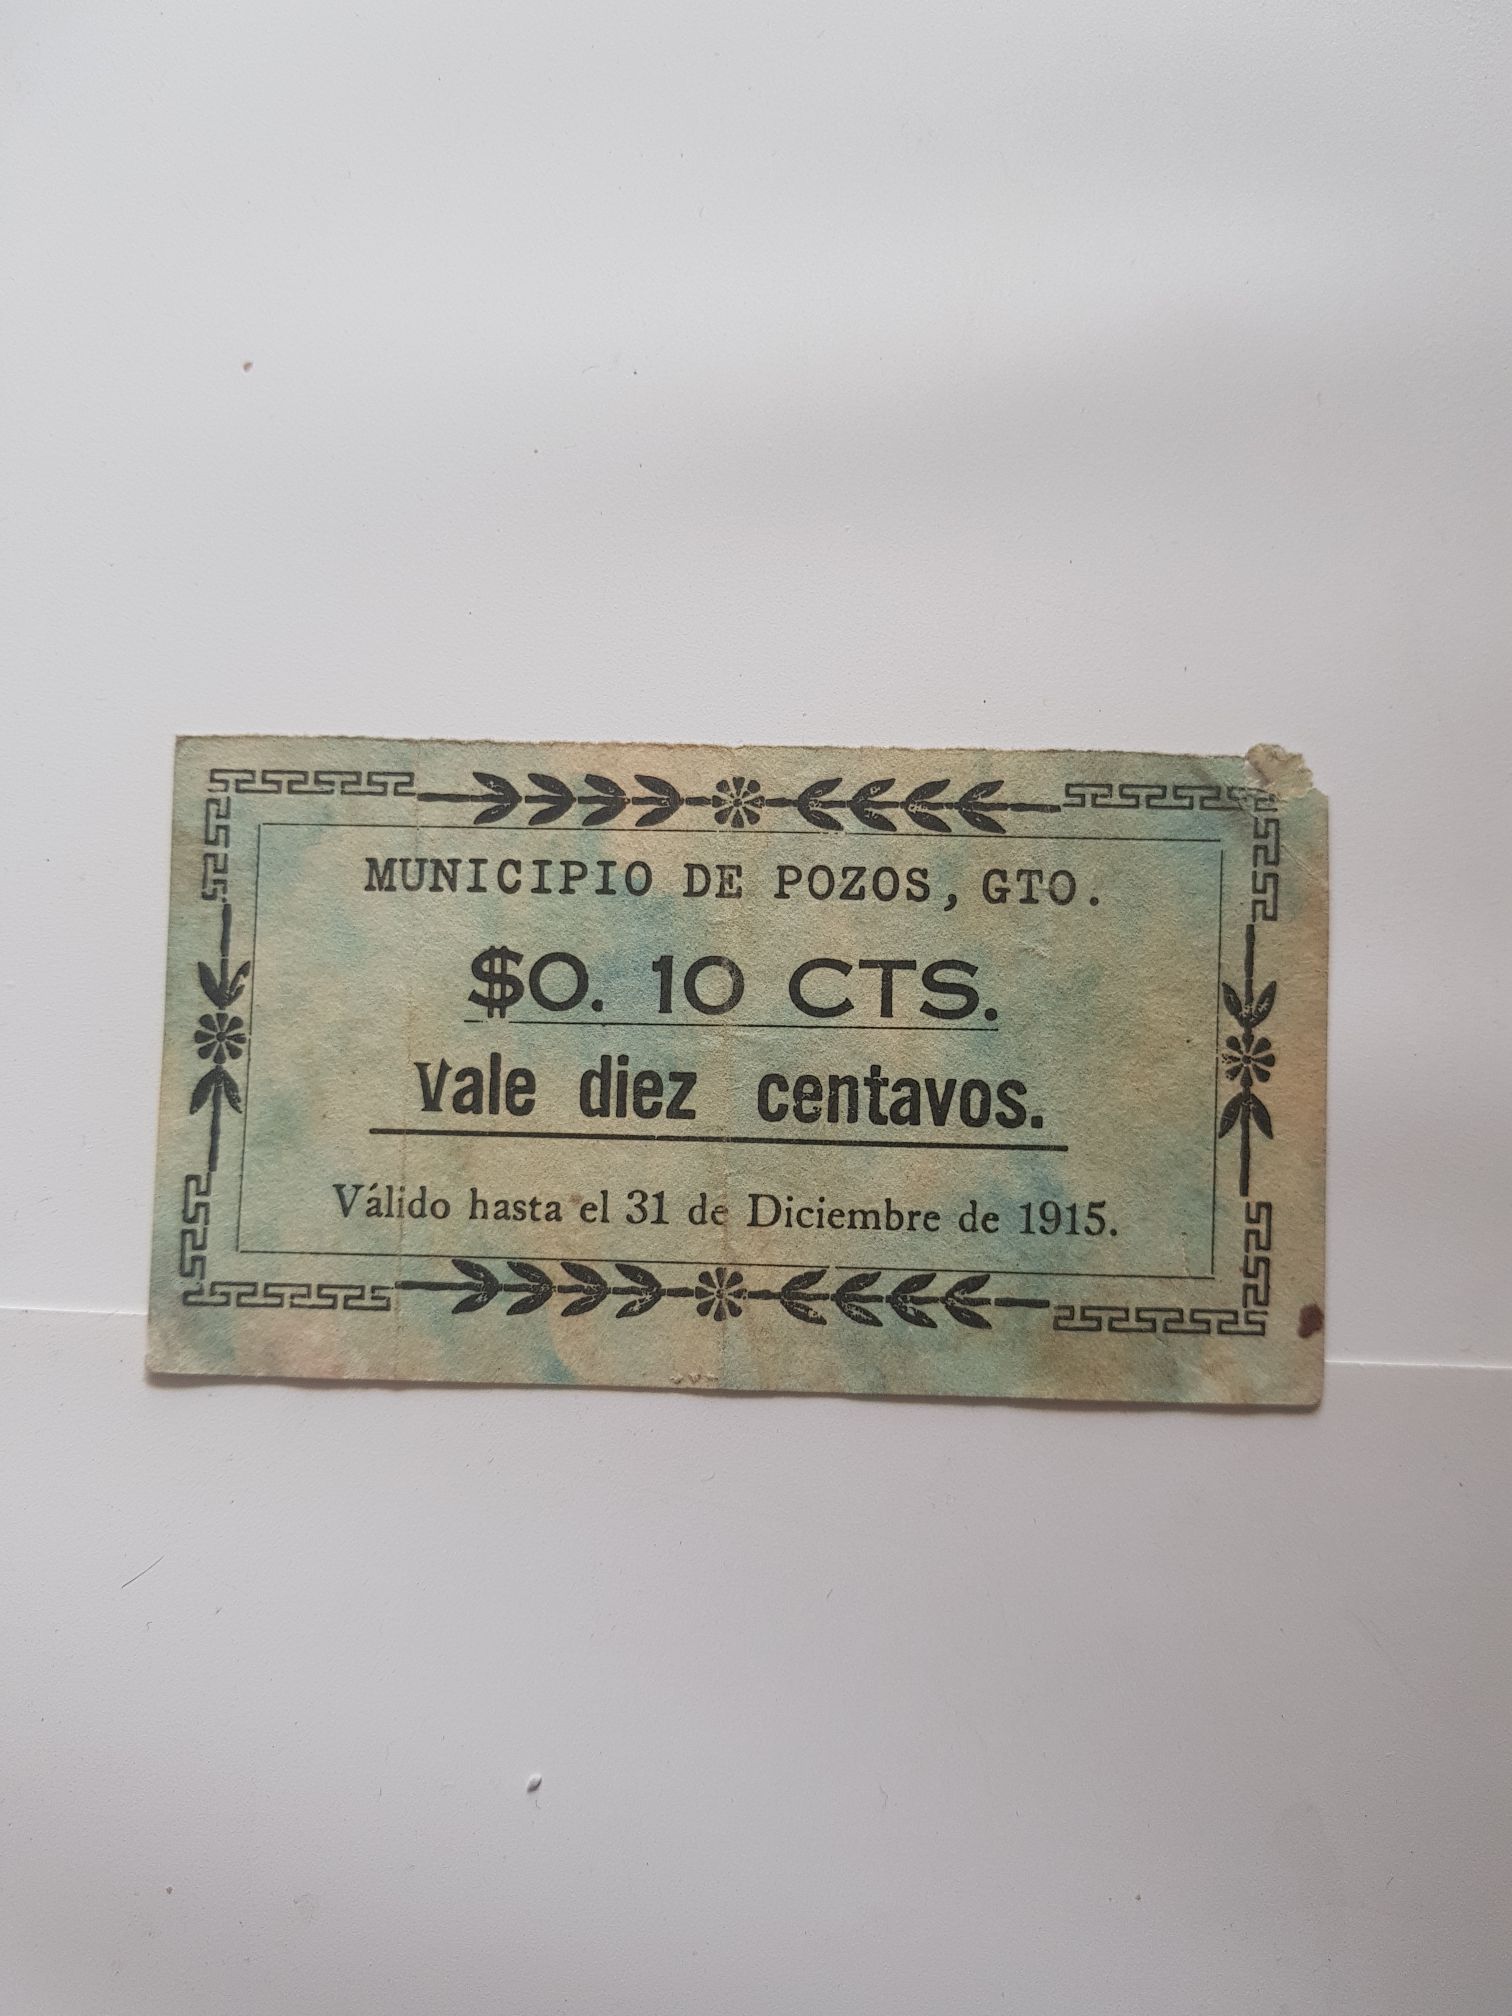 MUNICIPIO DE POZOS, GTO.
$0. 10 CTS.
Vale diez centavos.
Válido hasta el 31 de Diciembre de 1915.